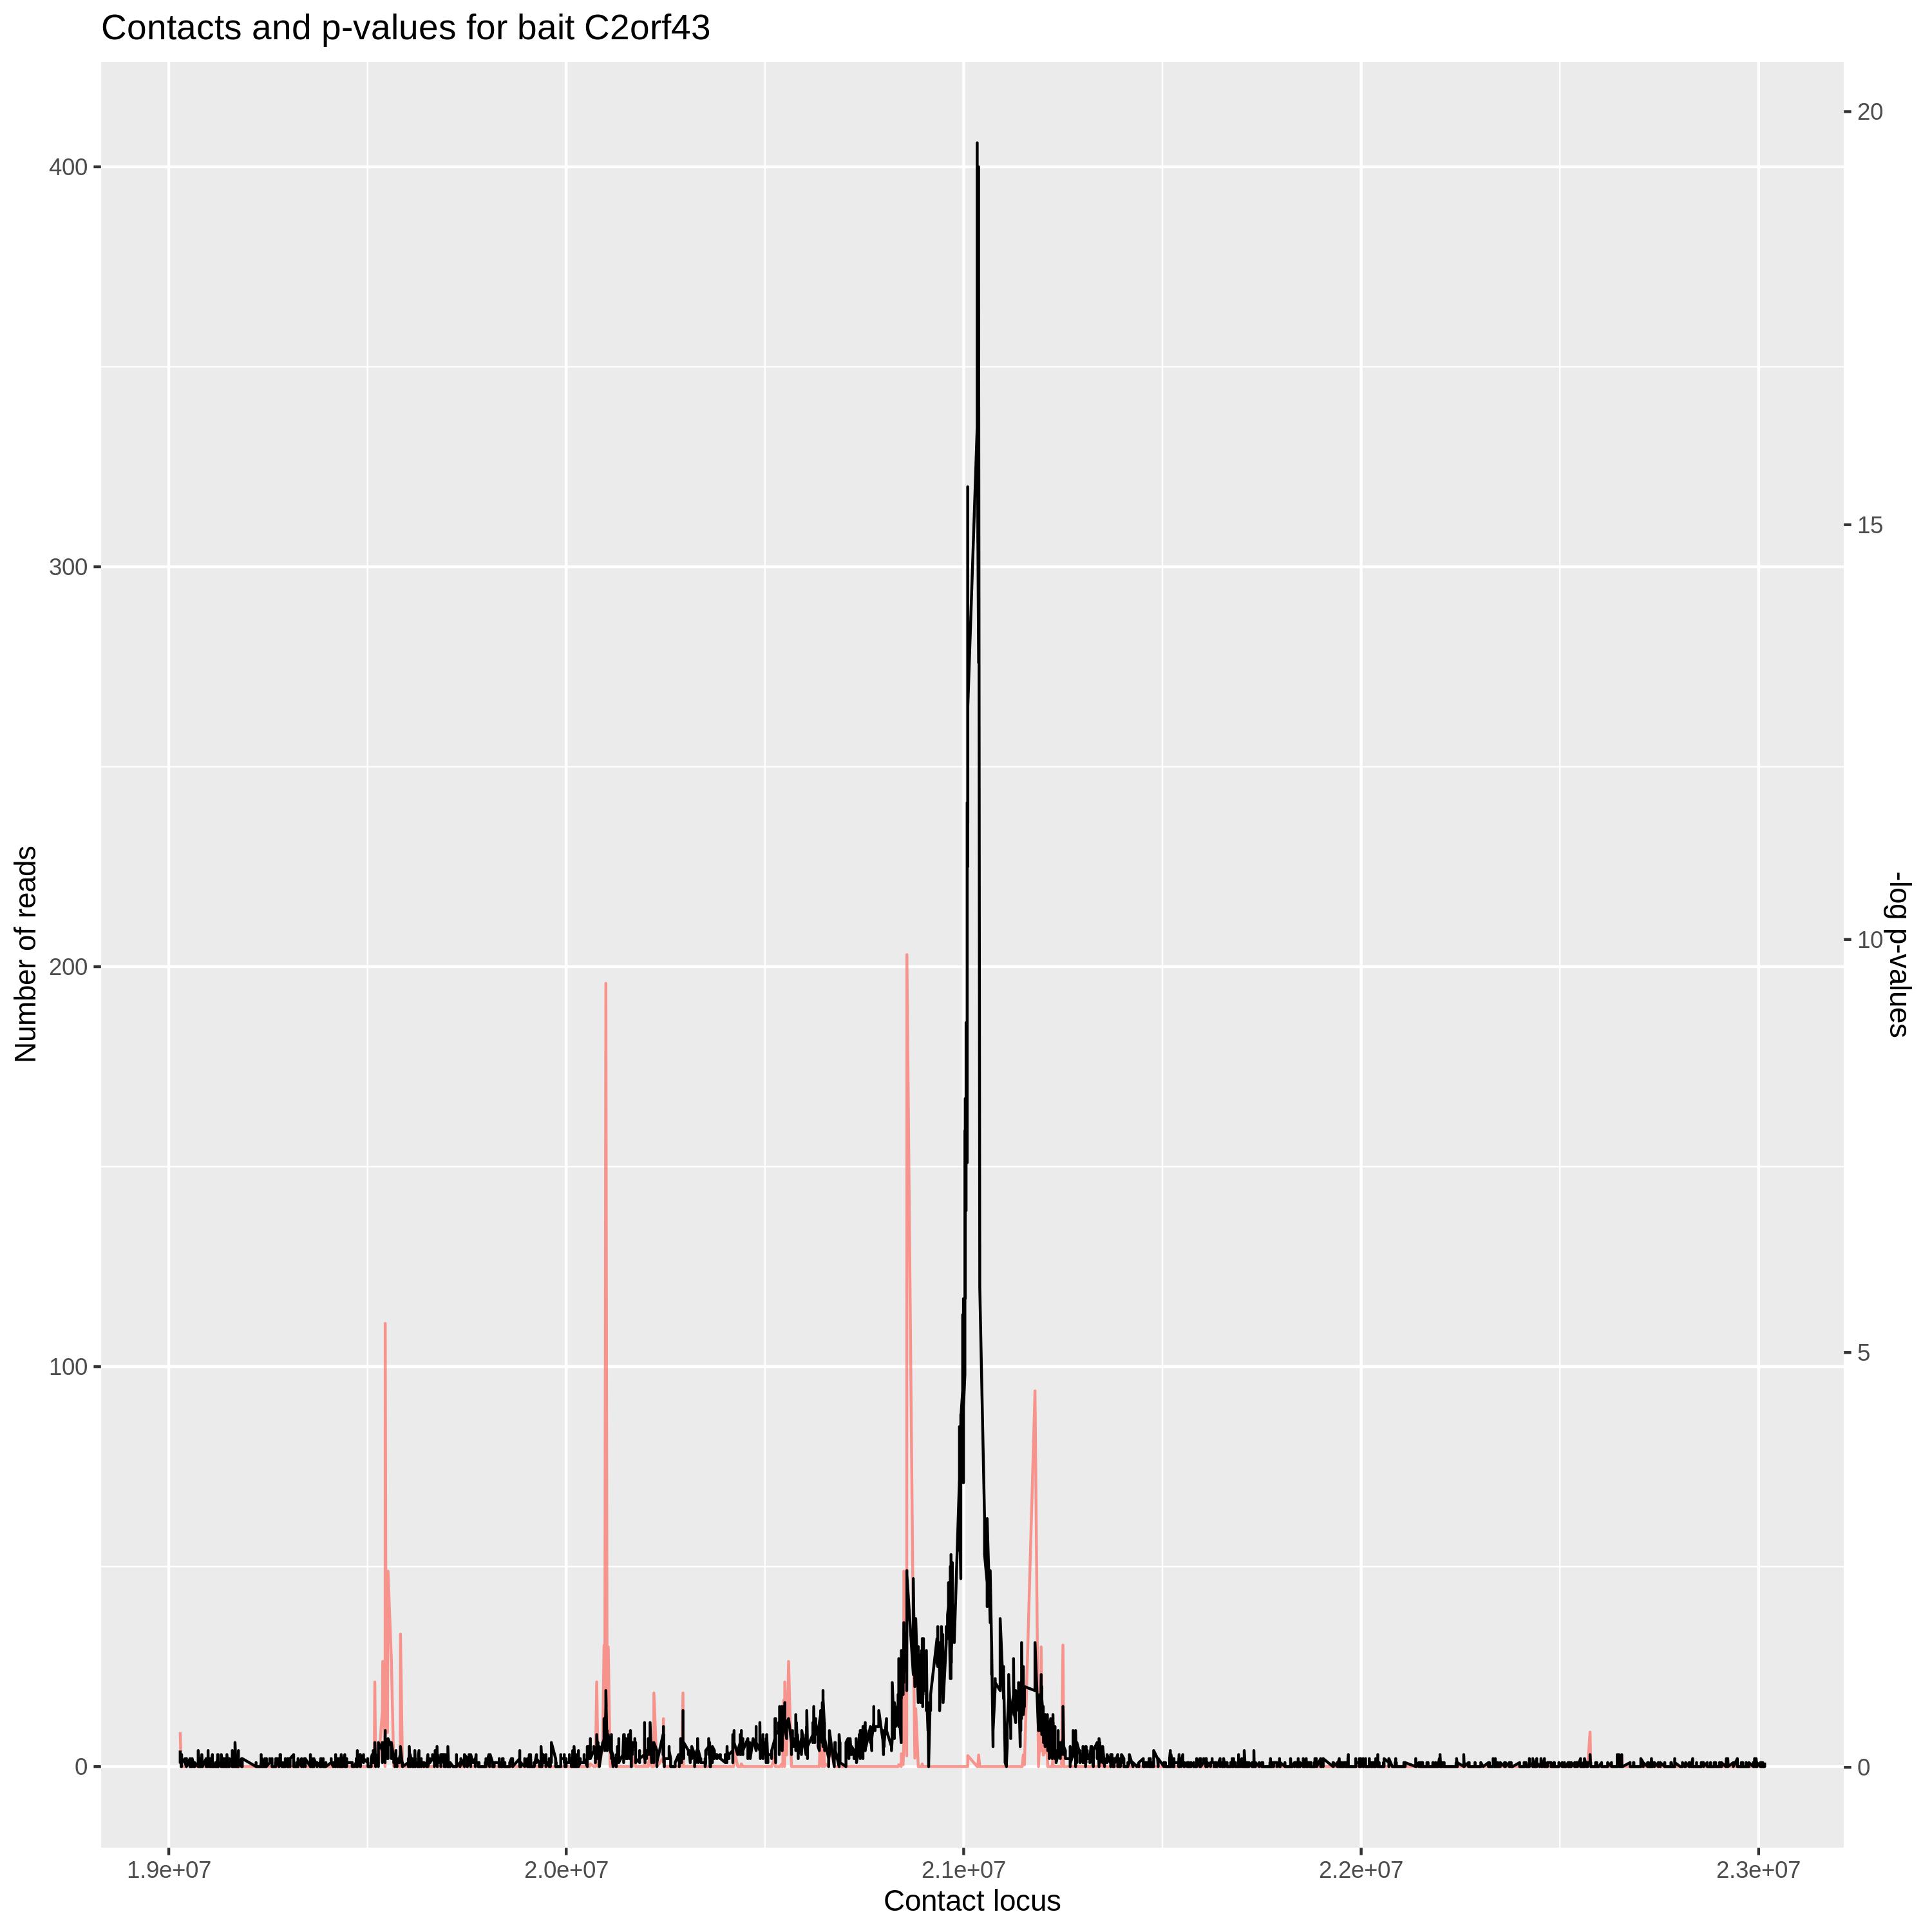 Contacts and p-values for bait C2orf43
400
300
200
100
0
Number of reads
20
15
10
5
0
-log p-values
1.9e+07
2.0e+07
2.1e+07
2.2e+07
2.3e+07
Contact locus